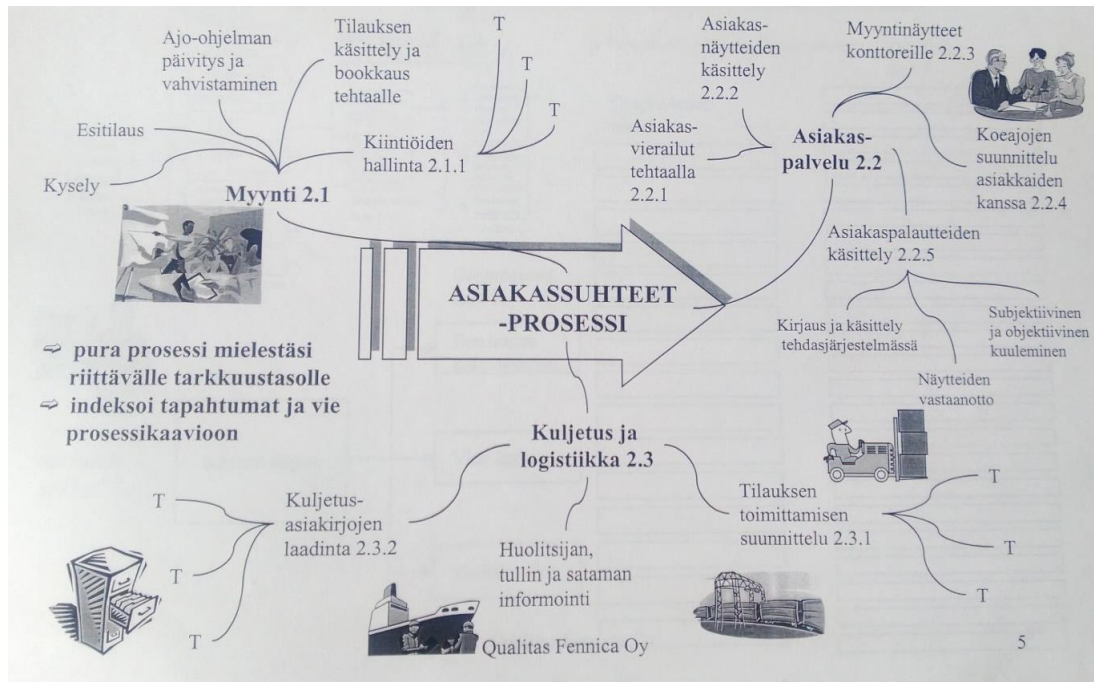 Ajo-ohjelman
päivitys ja
vahvistaminen
Tilauksen
käsittely ja
bookkaus
tehtaalle
T
T
T
Esitilaus
Kiintiöiden
hallinta 2.1.1
Kysely
Myynti 2.1
Asiakas-
näytteiden
käsittely
2.2.2
Myyntinäytteet
konttoreille 2.2.3
Asiakas-
vierailut
tehtaalla
2.2.1
Asiakas-
palvelu 2.2
Koeajojen
suunnittelu
asiakkaiden
kanssa 2.2.4
Asiakaspalautteiden
käsittely 2.2.5
ASIAKASSUHTEET
-PROSESSI
Kirjaus ja käsittely
tehdasjärjestelmässä
Subjektiivinen
ja objektiivinen
kuuleminen
Näytteiden
vastaanotto
⇨ pura prosessi mielestäsi
riittävälle tarkkuustasolle
⇨ indeksoi tapahtumat ja vie
prosessikaavioon
Kuljetus ja
logistiikka 2.3
T
T
T
Kuljetus-
asiakirjojen
laadinta 2.3.2
Huolitsijan,
tullin ja sataman
informointi
Tilauksen
toimittamisen
suunnittelu 2.3.1
T
T
T
Qualitas Fennica Oy
5